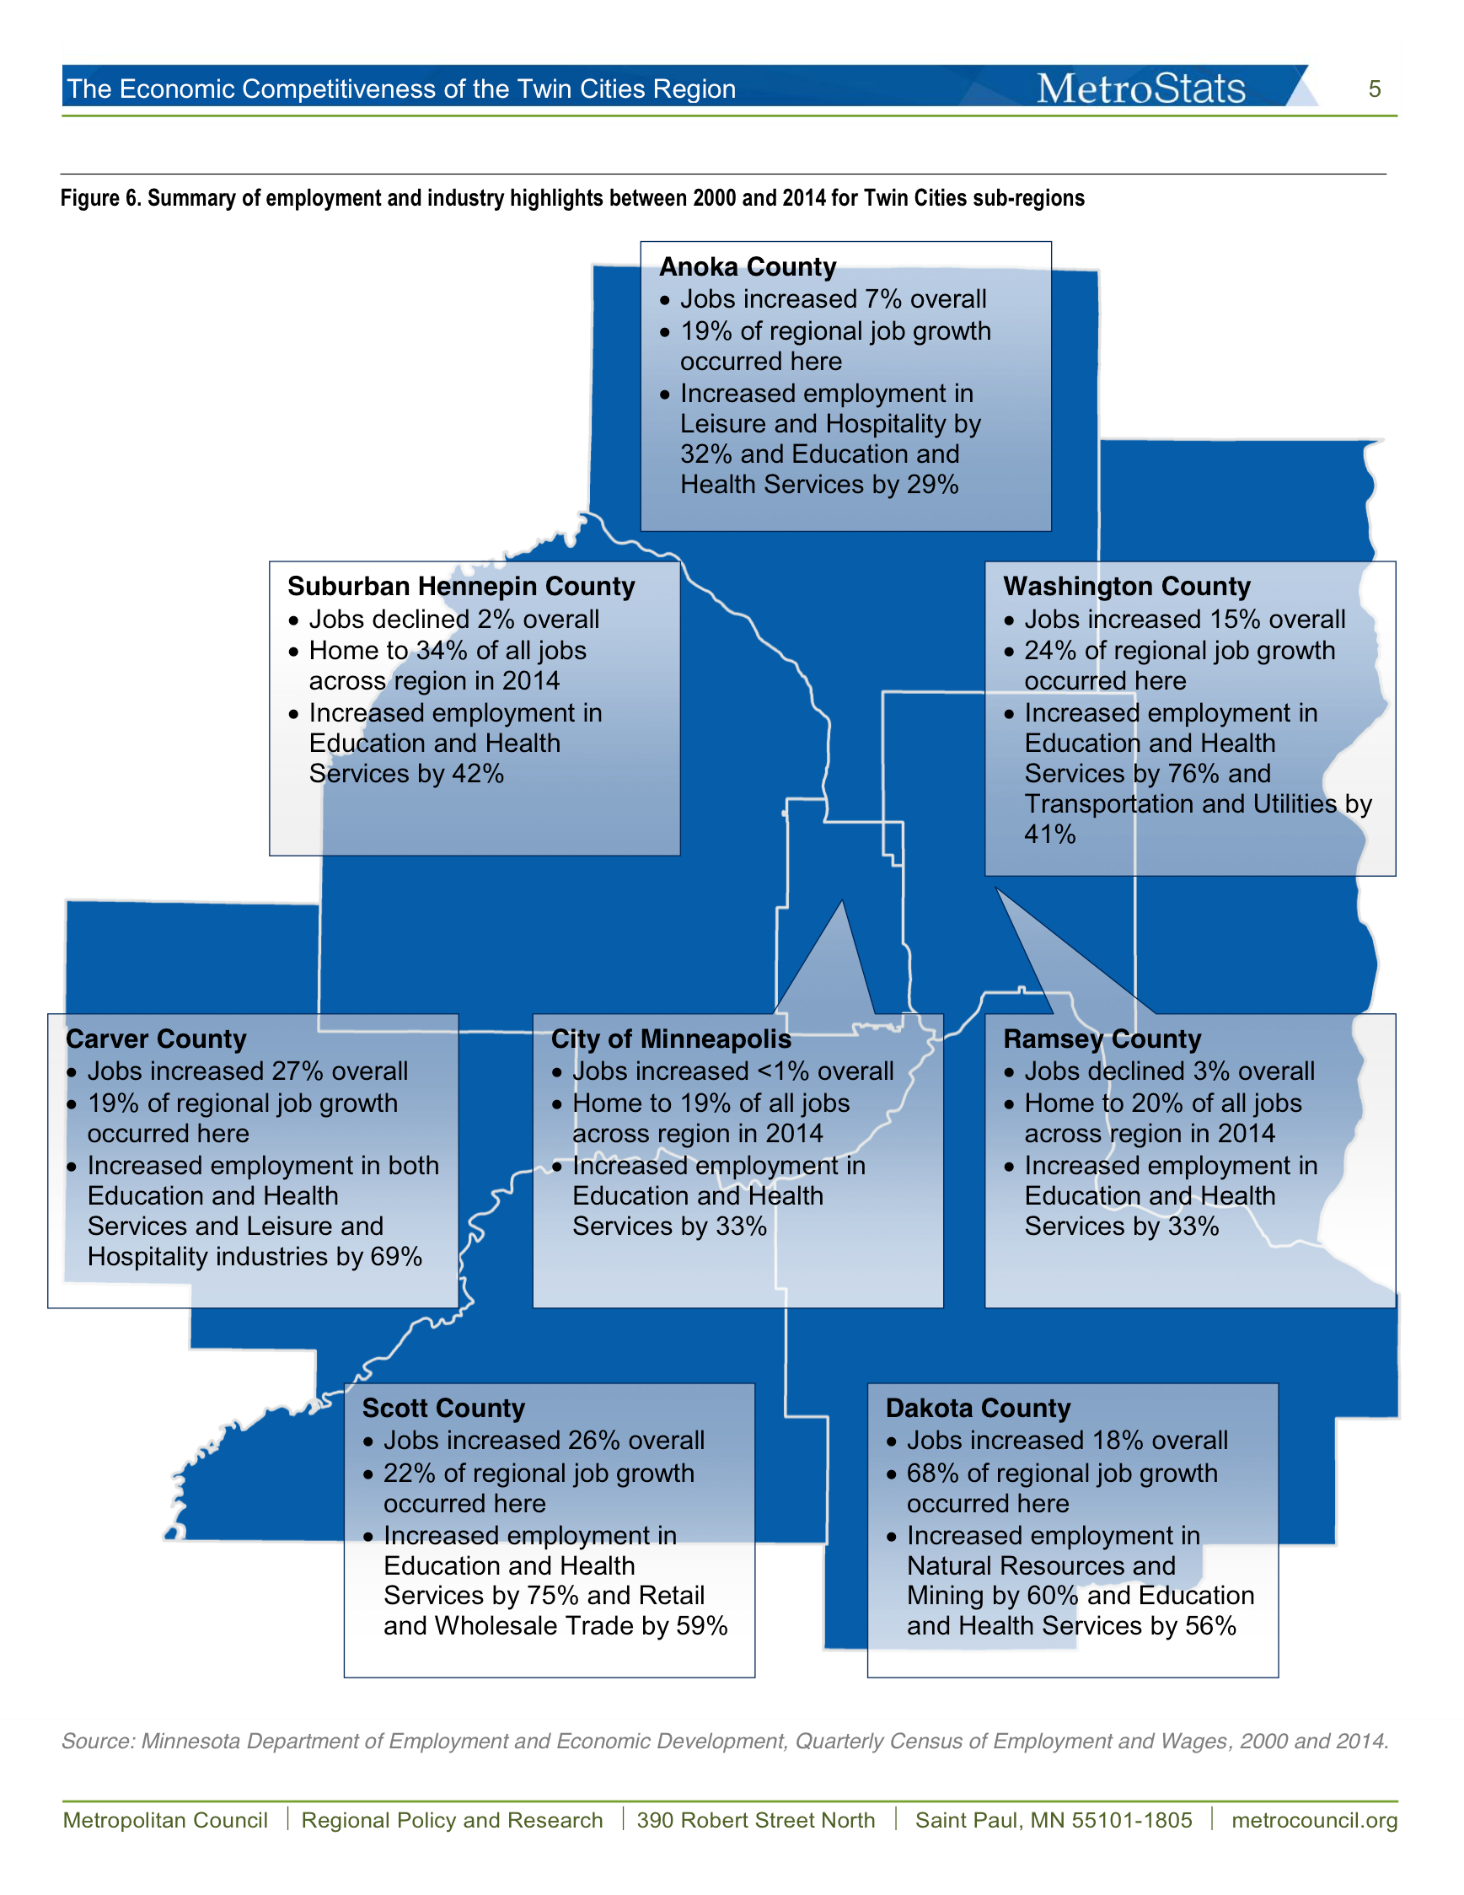 The Economic Competitiveness of the Twin Cities Region
MetroStats
5
Figure 6. Summary of employment and industry highlights between 2000 and 2014 for Twin Cities sub-regions
Anoka County
• Jobs increased 7% overall
• 19% of regional job growth
occurred here
• Increased employment in
Leisure and Hospitality by
32% and Education and
Health Services by 29%
Suburban Hennepin County
• Jobs declined 2% overall
• Home to 34% of all jobs
across region in 2014
• Increased employment in
Education and Health
Services by 42%
Washington County
• Jobs increased 15% overall
• 24% of regional job growth
occurred here
• Increased employment in
Education and Health
Services by 76% and
Transportation and Utilities by
41%
Carver County
• Jobs increased 27% overall
• 19% of regional job growth
occurred here
• Increased employment in both
Education and Health
Services and Leisure and
Hospitality industries by 69%
City of Minneapolis
• Jobs increased <1% overall
• Home to 19% of all jobs
across region in 2014
• Increased employment in
Education and Health
Services by 33%
Ramsey County
• Jobs declined 3% overall
• Home to 20% of all jobs
across region in 2014
• Increased employment in
Education and Health
Services by 33%
Scott County
• Jobs increased 26% overall
• 22% of regional job growth
occurred here
• Increased employment in
Education and Health
Services by 75% and Retail
and Wholesale Trade by 59%
Dakota County
• Jobs increased 18% overall
• 68% of regional job growth
occurred here
• Increased employment in
Natural Resources and
Mining by 60% and Education
and Health Services by 56%
Source: Minnesota Department of Employment and Economic Development, Quarterly Census of Employment and Wages, 2000 and 2014.
Metropolitan Council | Regional Policy and Research | 390 Robert Street North | Saint Paul, MN 55101-1805 | metrocouncil.org